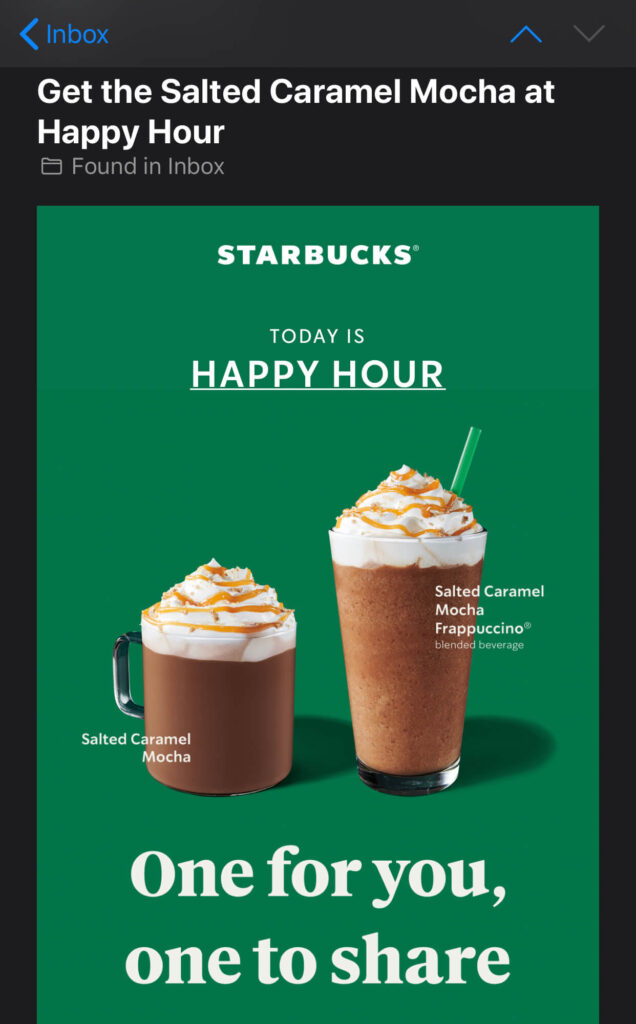 Inbox
Get the Salted Caramel Mocha at
Happy Hour
Found in Inbox
STARBUCKS®
TODAY IS
HAPPY HOUR
Salted Caramel
Mocha
Frappuccino®
blended beverage
Salted Caramel
Mocha
One for you,
one to share